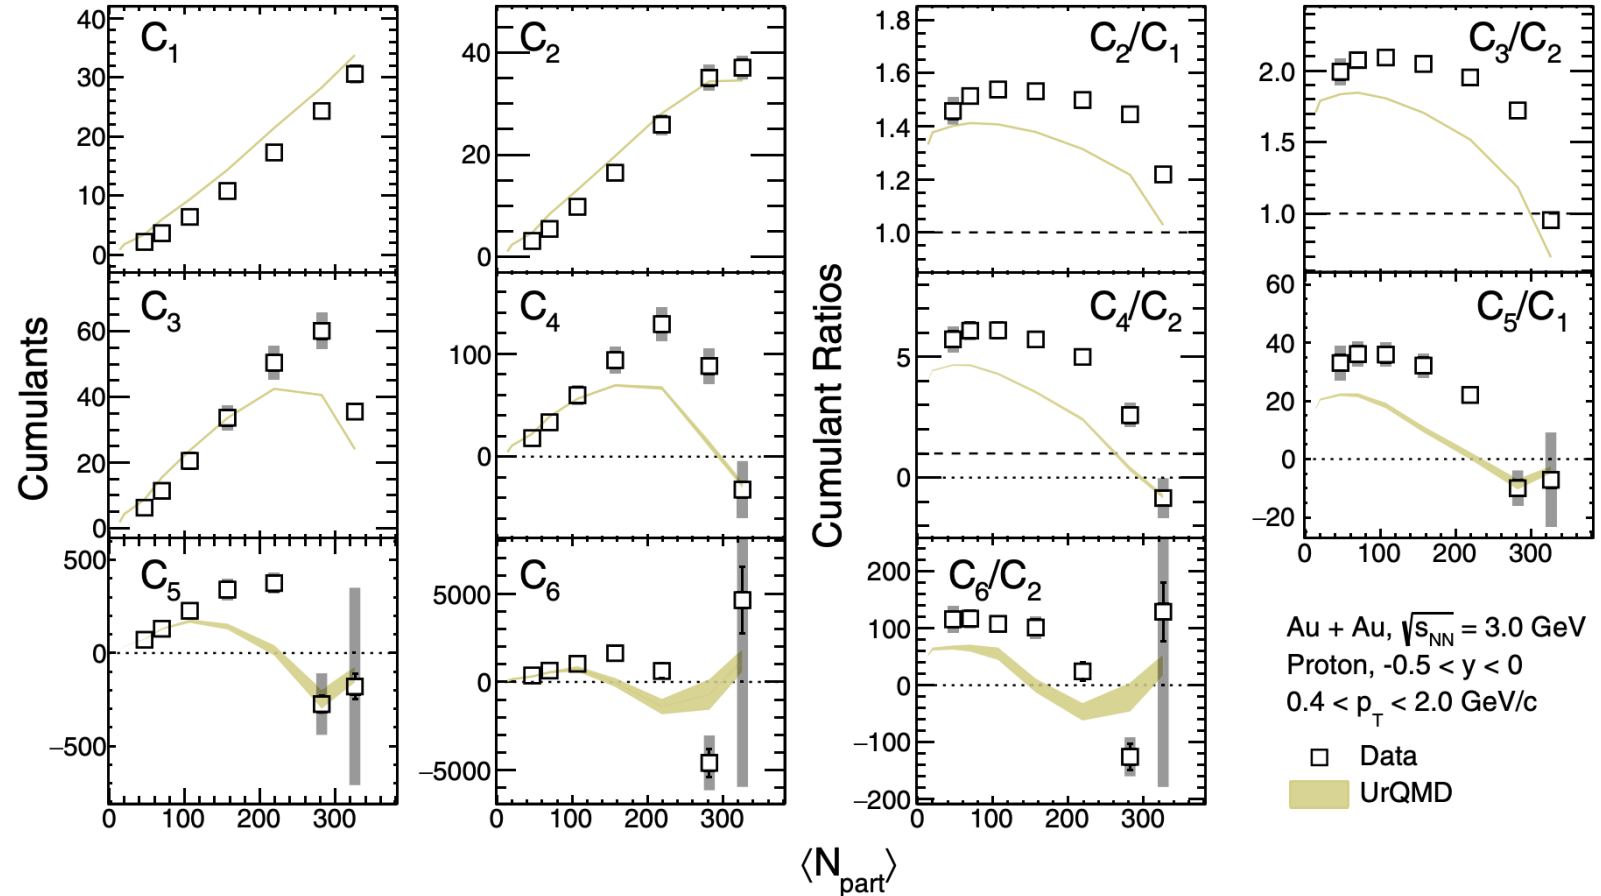 Cumulants
C1
40
30
20
10
0
C2
40
20
0
C3
60
40
20
0
C4
100
0
C5
500
0
−500
0 100 200 300
C6
5000
0
−5000
0 100 200 300
Cumulant Ratios
C2/C1
1.8
1.6
1.4
1.2
1.0
C3/C2
2.0
1.5
1.0
C4/C2
5
0
C5/C1
60
40
20
0
−20
0 100 200 300
C6/C2
200
100
0
−100
−200
0 100 200 300
⟨Npart⟩
Au + Au, √sNN = 3.0 GeV
Proton, -0.5 < y < 0
0.4 < pT < 2.0 GeV/c
Data
UrQMD